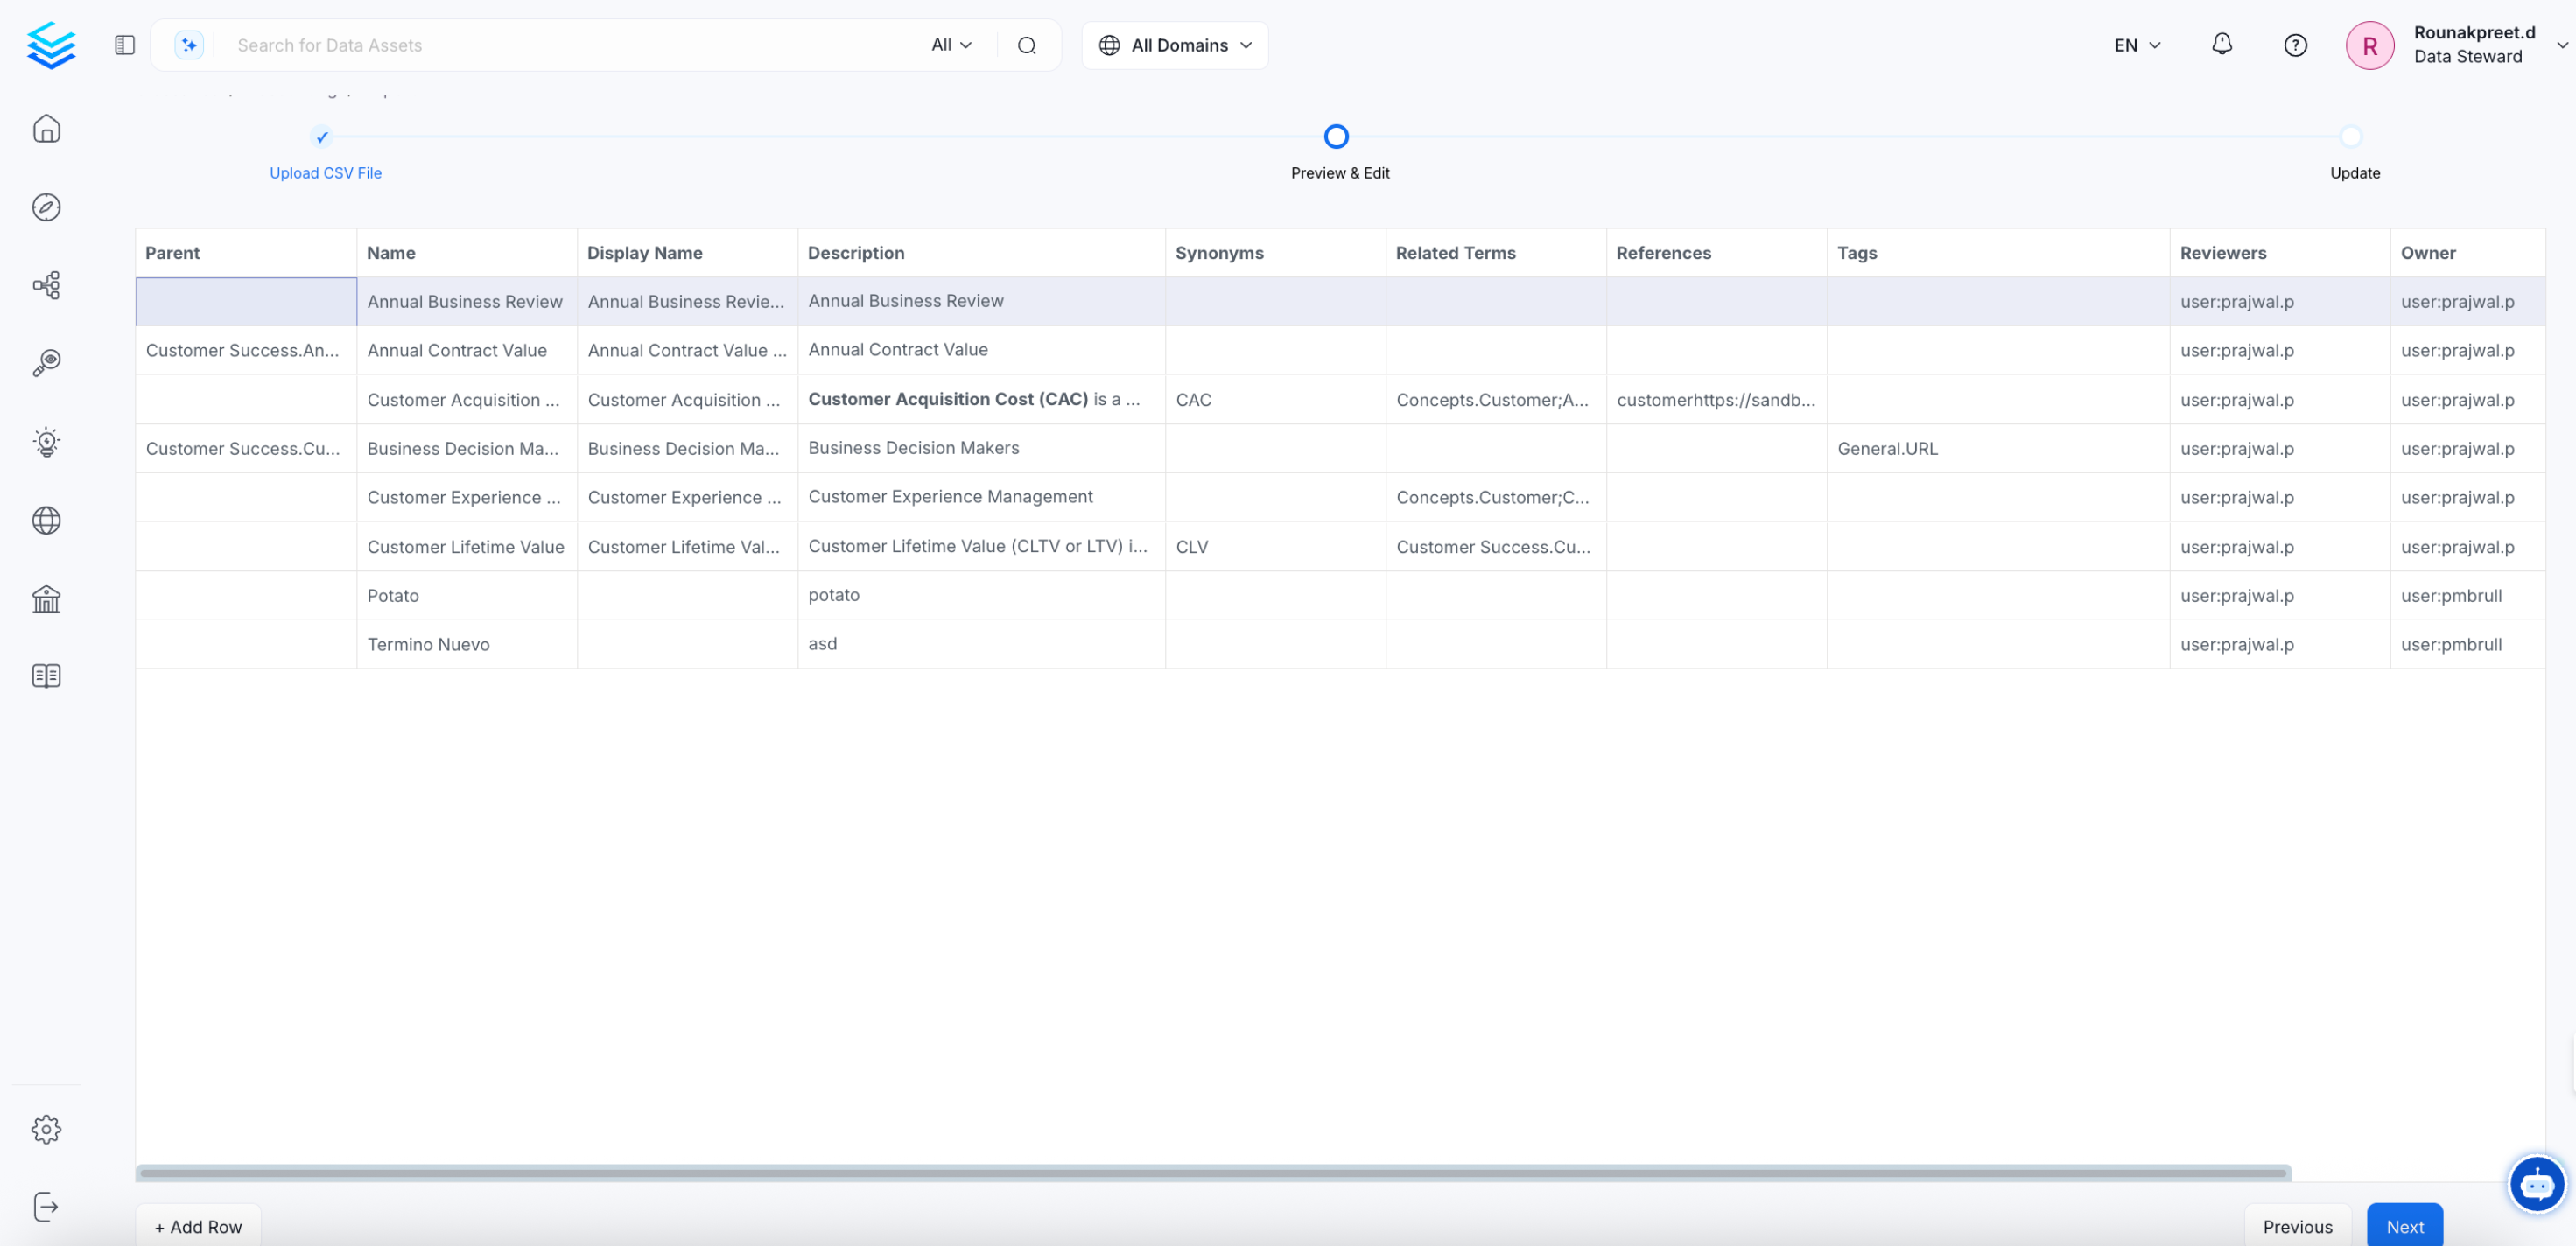 Search for Data Assets
All
All Domains
EN
R
Rounakpreet.d
Data Steward
✓
Upload CSV File
Preview & Edit
Update
Parent Name Display Name Description Synonyms Related Terms References Tags Reviewers Owner
Annual Business Review Annual Business Revie... Annual Business Review user:prajwal.p user:prajwal.p
Customer Success.An... Annual Contract Value Annual Contract Value ... Annual Contract Value user:prajwal.p user:prajwal.p
Customer Acquisition ... Customer Acquisition ... Customer Acquisition Cost (CAC) is a ... CAC Concepts.Customer;A... customerhttps://sandb... user:prajwal.p user:prajwal.p
Customer Success.Cu... Business Decision Ma... Business Decision Ma... Business Decision Makers General.URL user:prajwal.p user:prajwal.p
Customer Experience ... Customer Experience ... Customer Experience Management Concepts.Customer;C... user:prajwal.p user:prajwal.p
Customer Lifetime Value Customer Lifetime Val... Customer Lifetime Value (CLTV or LTV) i... CLV Customer Success.Cu... user:prajwal.p user:prajwal.p
Potato potato user:prajwal.p user:pmbrull
Termino Nuevo asd user:prajwal.p user:pmbrull
+ Add Row
Previous
Next